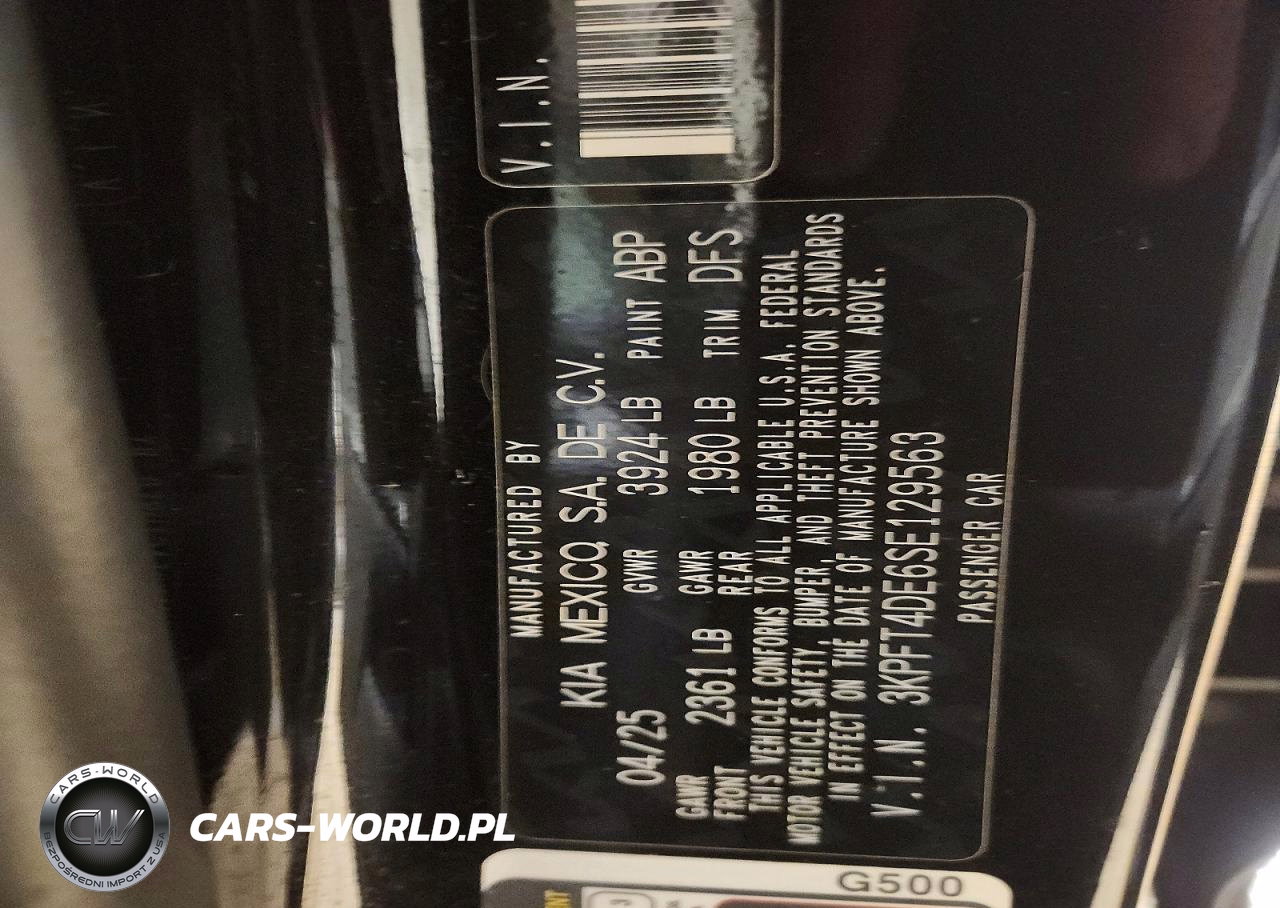 V.I.N.
MANUFACTURED BY
KIA MEXICO, S.A. DE C.V.
04/25 GVWR 3924 LB PAINT ABP
GAWR FRONT 2361 LB GAWR REAR 1980 LB TRIM DFS
THIS VEHICLE CONFORMS TO ALL APPLICABLE U.S.A. FEDERAL
MOTOR VEHICLE SAFETY, BUMPER, AND THEFT PREVENTION STANDARDS
IN EFFECT ON THE DATE OF MANUFACTURE SHOWN ABOVE.
V.I.N. 3KPFT4DE6SE129563
PASSENGER CAR
G500
CARS-WORLD
CW
BEZPOŚREDNI IMPORT Z USA
CARS-WORLD.PL